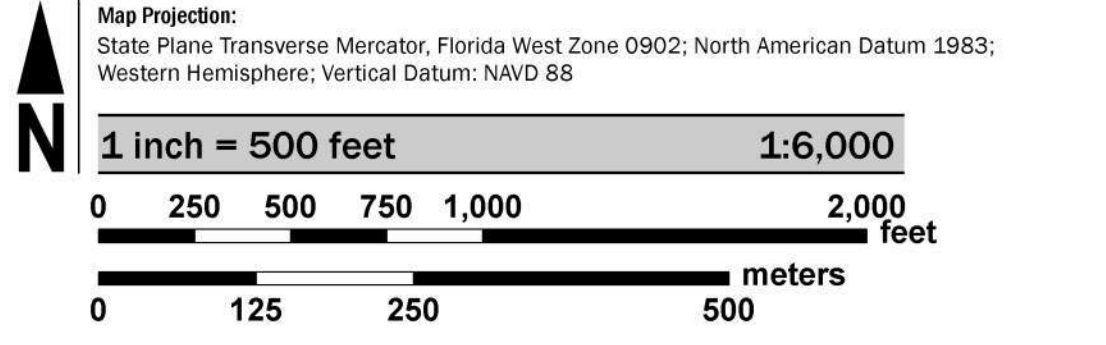 Map Projection:
State Plane Transverse Mercator, Florida West Zone 0902; North American Datum 1983;
Western Hemisphere; Vertical Datum: NAVD 88
N
1 inch = 500 feet 1:6,000
0 250 500 750 1,000 2,000
feet
meters
0 125 250 500